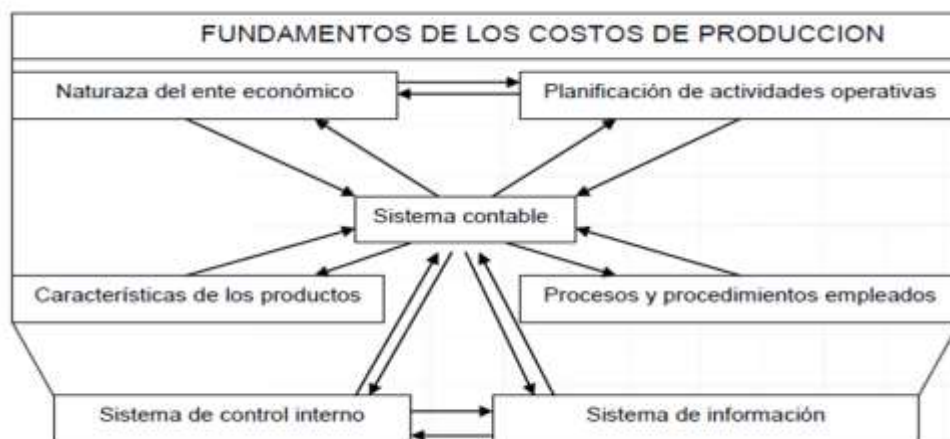 FUNDAMENTOS DE LOS COSTOS DE PRODUCCION
Naturaza del ente económico
Planificación de actividades operativas
Sistema contable
Característícas de los productos
Procesos y procedimientos empleados
Sistema de control interno
Sistema de información